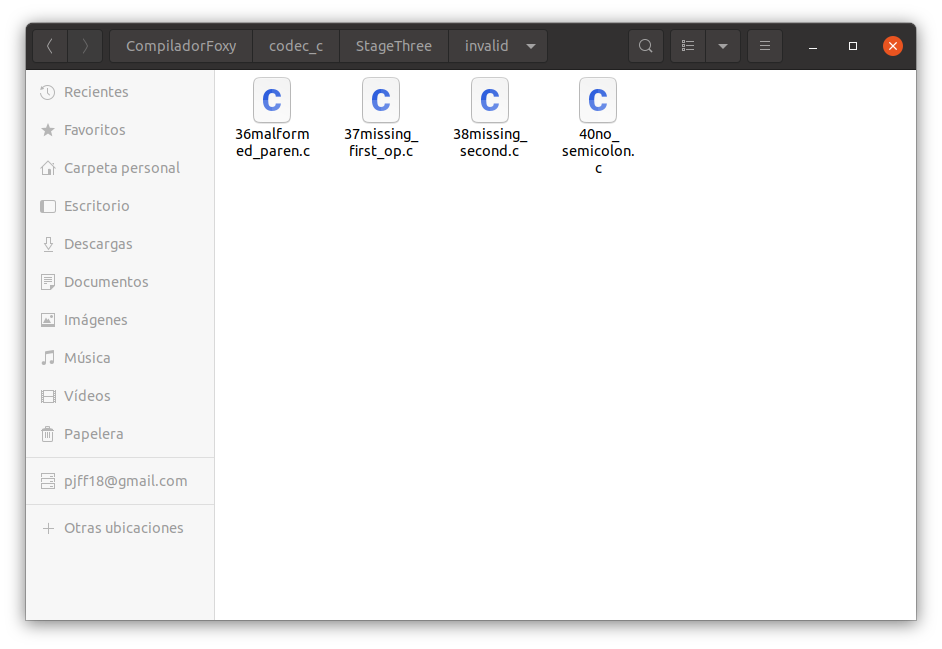 CompiladorFoxy codec_c StageThree invalid
Recientes
Favoritos
Carpeta personal
Escritorio
Descargas
Documentos
Imágenes
Música
Vídeos
Papelera
pjff18@gmail.com
Otras ubicaciones
C
36malform
ed_paren.c
C
37missing_
first_op.c
C
38missing_
second.c
C
40no_
semicolon.
c